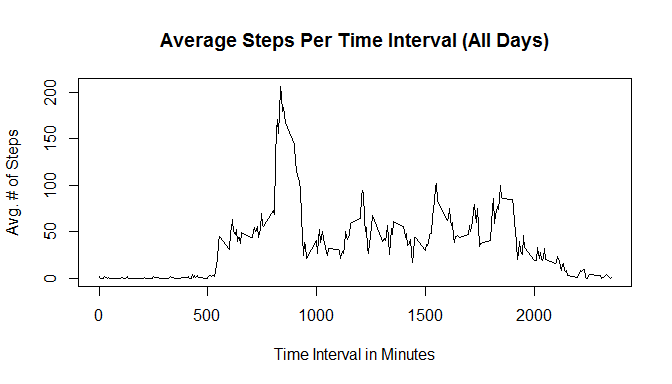 Average Steps Per Time Interval (All Days)
Avg. # of Steps
200
150
100
50
0
0 500 1000 1500 2000
Time Interval in Minutes